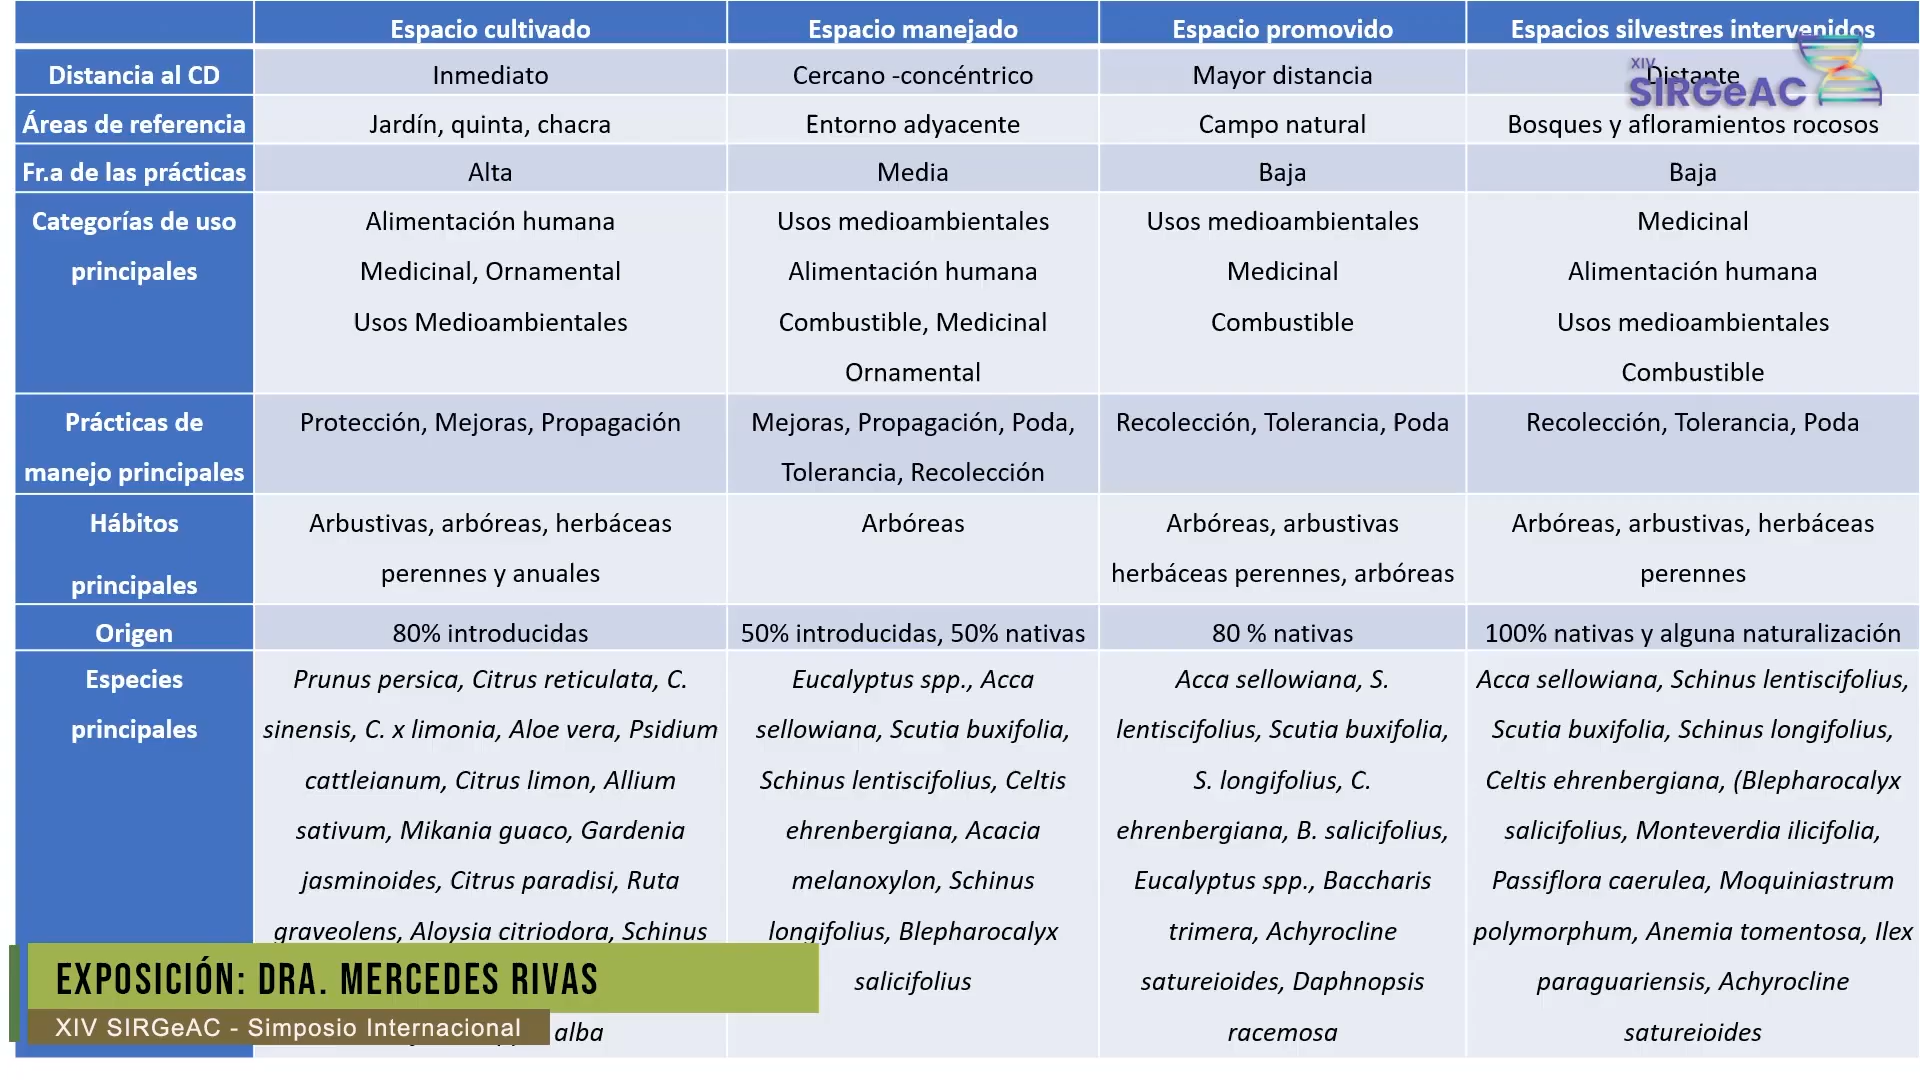 Espacio cultivado Espacio manejado Espacio promovido Espacios silvestres intervenidos
Distancia al CD Inmediato Cercano -concéntrico Mayor distancia Distante
XIV
SIRGeAC
Áreas de referencia Jardín, quinta, chacra Entorno adyacente Campo natural Bosques y afloramientos rocosos
Fr.a de las prácticas Alta Media Baja Baja
Categorías de uso
principales
Alimentación humana
Medicinal, Ornamental
Usos Medioambientales
Usos medioambientales
Alimentación humana
Combustible, Medicinal
Ornamental
Usos medioambientales
Medicinal
Combustible
Medicinal
Alimentación humana
Usos medioambientales
Combustible
Prácticas de
manejo principales
Protección, Mejoras, Propagación
Mejoras, Propagación, Poda,
Tolerancia, Recolección
Recolección, Tolerancia, Poda
Recolección, Tolerancia, Poda
Hábitos
principales
Arbustivas, arbóreas, herbáceas
perennes y anuales
Arbóreas
Arbóreas, arbustivas
herbáceas perennes, arbóreas
Arbóreas, arbustivas, herbáceas
perennes
Origen 80% introducidas 50% introducidas, 50% nativas 80 % nativas 100% nativas y alguna naturalización
Especies
principales
Prunus persica, Citrus reticulata, C.
sinensis, C. x limonia, Aloe vera, Psidium
cattleianum, Citrus limon, Allium
sativum, Mikania guaco, Gardenia
jasminoides, Citrus paradisi, Ruta
graveolens, Aloysia citriodora, Schinus
alba
Eucalyptus spp., Acca
sellowiana, Scutia buxifolia,
Schinus lentiscifolius, Celtis
ehrenbergiana, Acacia
melanoxylon, Schinus
longifolius, Blepharocalyx
salicifolius
Acca sellowiana, S.
lentiscifolius, Scutia buxifolia,
S. longifolius, C.
ehrenbergiana, B. salicifolius,
Eucalyptus spp., Baccharis
trimera, Achyrocline
satureioides, Daphnopsis
racemosa
Acca sellowiana, Schinus lentiscifolius,
Scutia buxifolia, Schinus longifolius,
Celtis ehrenbergiana, (Blepharocalyx
salicifolius, Monteverdia ilicifolia,
Passiflora caerulea, Moquiniastrum
polymorphum, Anemia tomentosa, Ilex
paraguariensis, Achyrocline
satureioides
EXPOSICIÓN: DRA. MERCEDES RIVAS
XIV SIRGeAC - Simposio Internacional